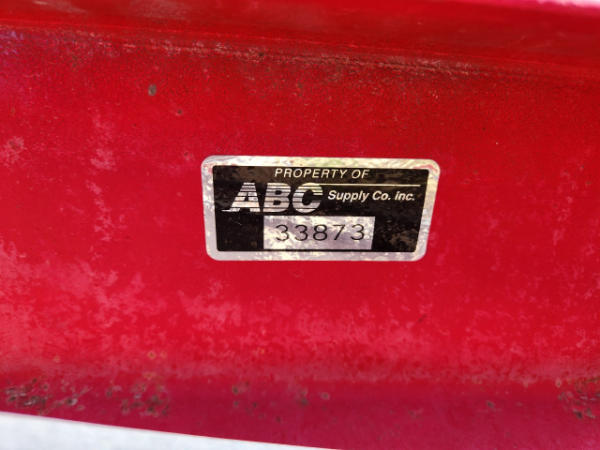 PROPERTY OF
ABC Supply Co. Inc.
33873